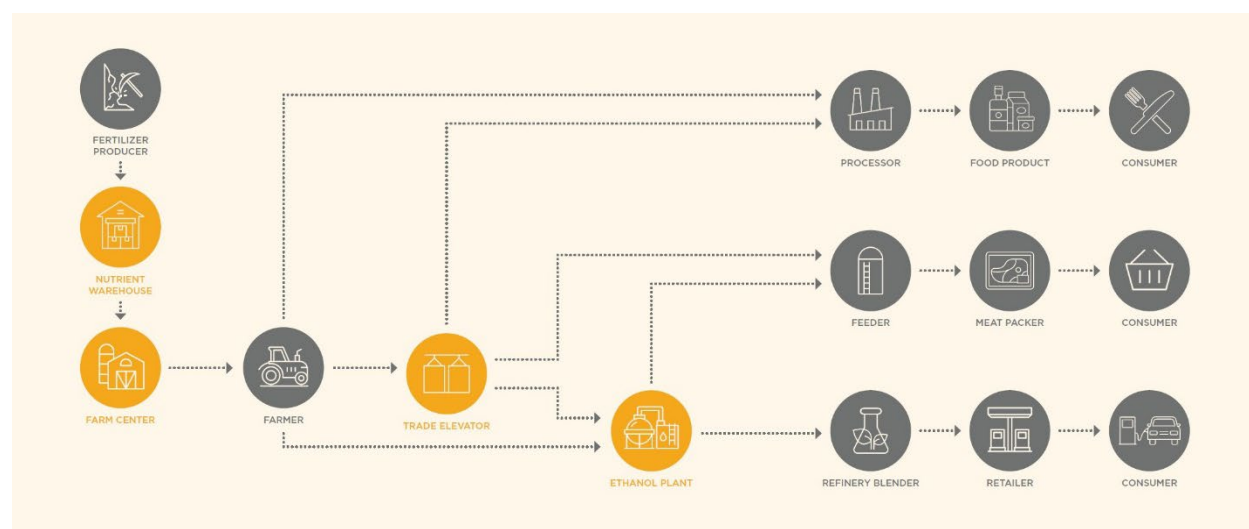 FERTILIZER
PRODUCER
NUTRIENT
WAREHOUSE
FARM CENTER
FARMER
TRADE ELEVATOR
ETHANOL PLANT
PROCESSOR
FOOD PRODUCT
CONSUMER
FEEDER
MEAT PACKER
CONSUMER
REFINERY BLENDER
RETAILER
CONSUMER